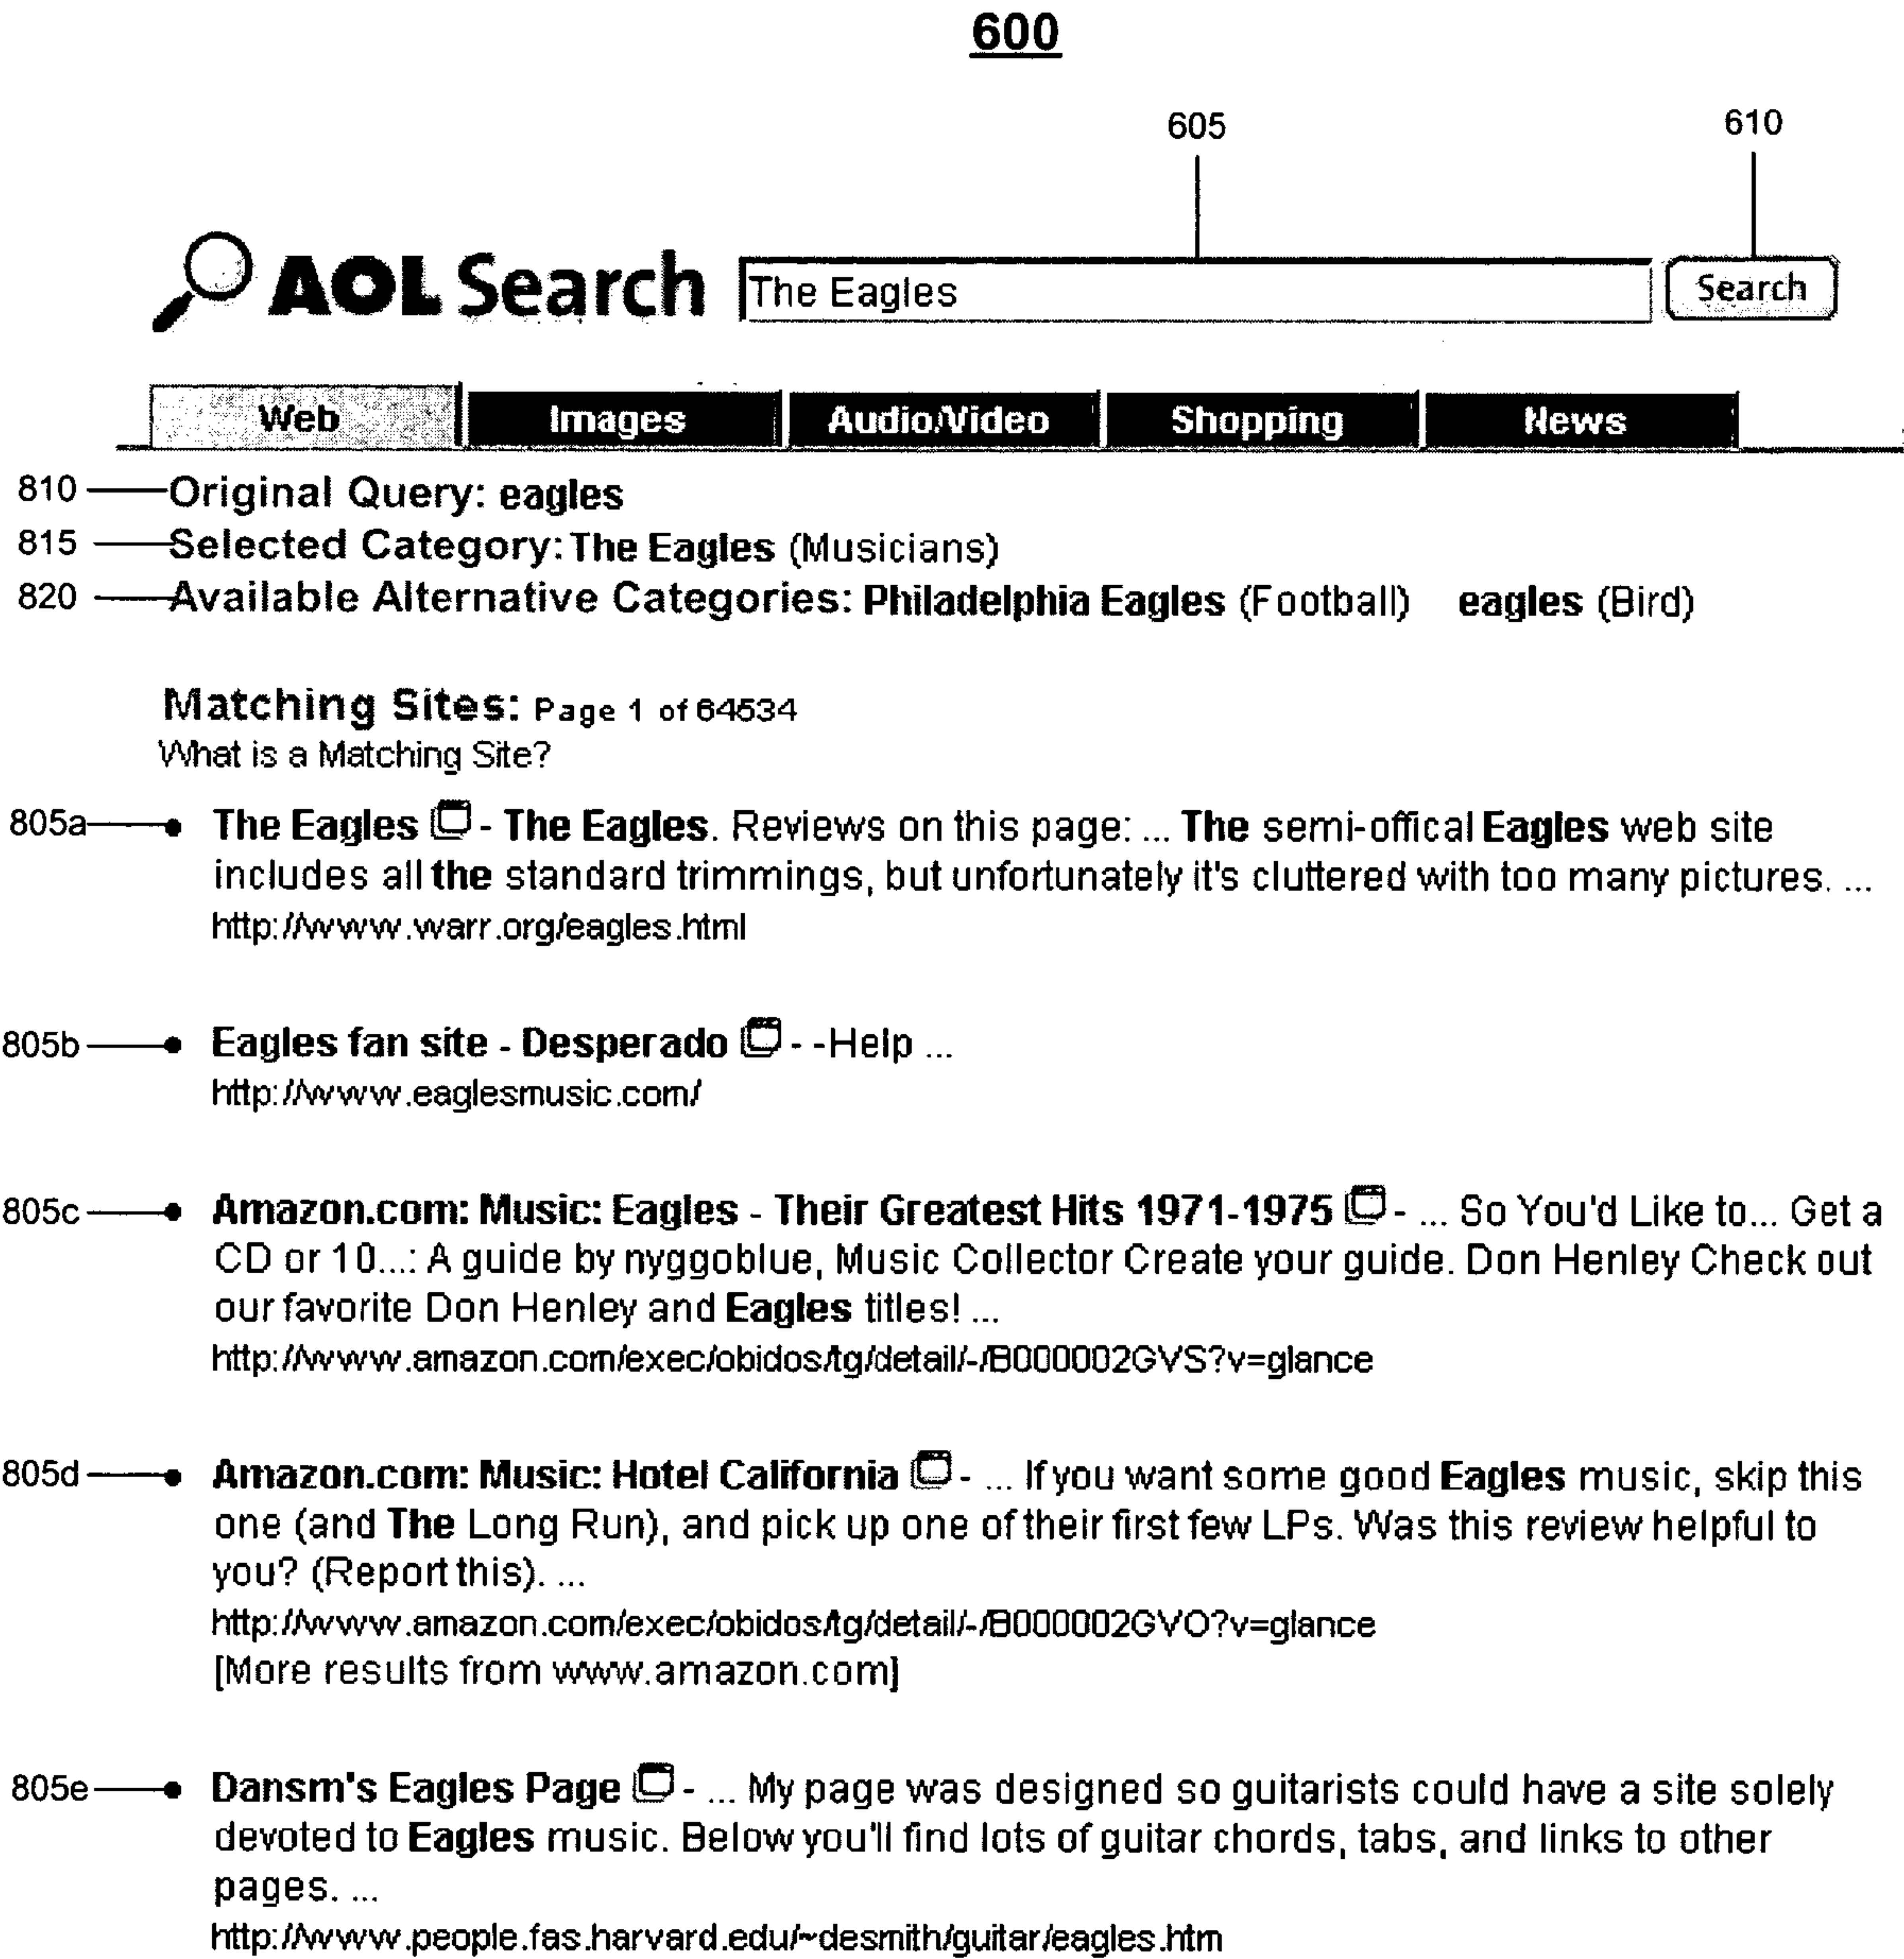 600
605 610
AOL Search The Eagles Search
Web Images Audio/Video Shopping News
810 Original Query: eagles
815 Selected Category: The Eagles (Musicians)
820 Available Alternative Categories: Philadelphia Eagles (Football) eagles (Bird)
Matching Sites: Page 1 of 64534
What is a Matching Site?
805a • The Eagles - The Eagles. Reviews on this page: ... The semi-offical Eagles web site
includes all the standard trimmings, but unfortunately it's cluttered with too many pictures. ...
http://www.warr.org/eagles.html
805b • Eagles fan site - Desperado - -Help ...
http://www.eaglesmusic.com/
805c • Amazon.com: Music: Eagles - Their Greatest Hits 1971-1975 - ... So You'd Like to... Get a
CD or 10...: A guide by nyggoblue, Music Collector Create your guide. Don Henley Check out
our favorite Don Henley and Eagles titles! ...
http://www.amazon.com/exec/obidos/tg/detail/-/B000002GVS?v=glance
805d • Amazon.com: Music: Hotel California - ... If you want some good Eagles music, skip this
one (and The Long Run), and pick up one of their first few LPs. Was this review helpful to
you? (Report this). ...
http://www.amazon.com/exec/obidos/tg/detail/-/B000002GVO?v=glance
[More results from www.amazon.com]
805e • Dansm's Eagles Page - ... My page was designed so guitarists could have a site solely
devoted to Eagles music. Below you'll find lots of guitar chords, tabs, and links to other
pages. ...
http://www.people.fas.harvard.edu/~desmith/guitar/eagles.htm